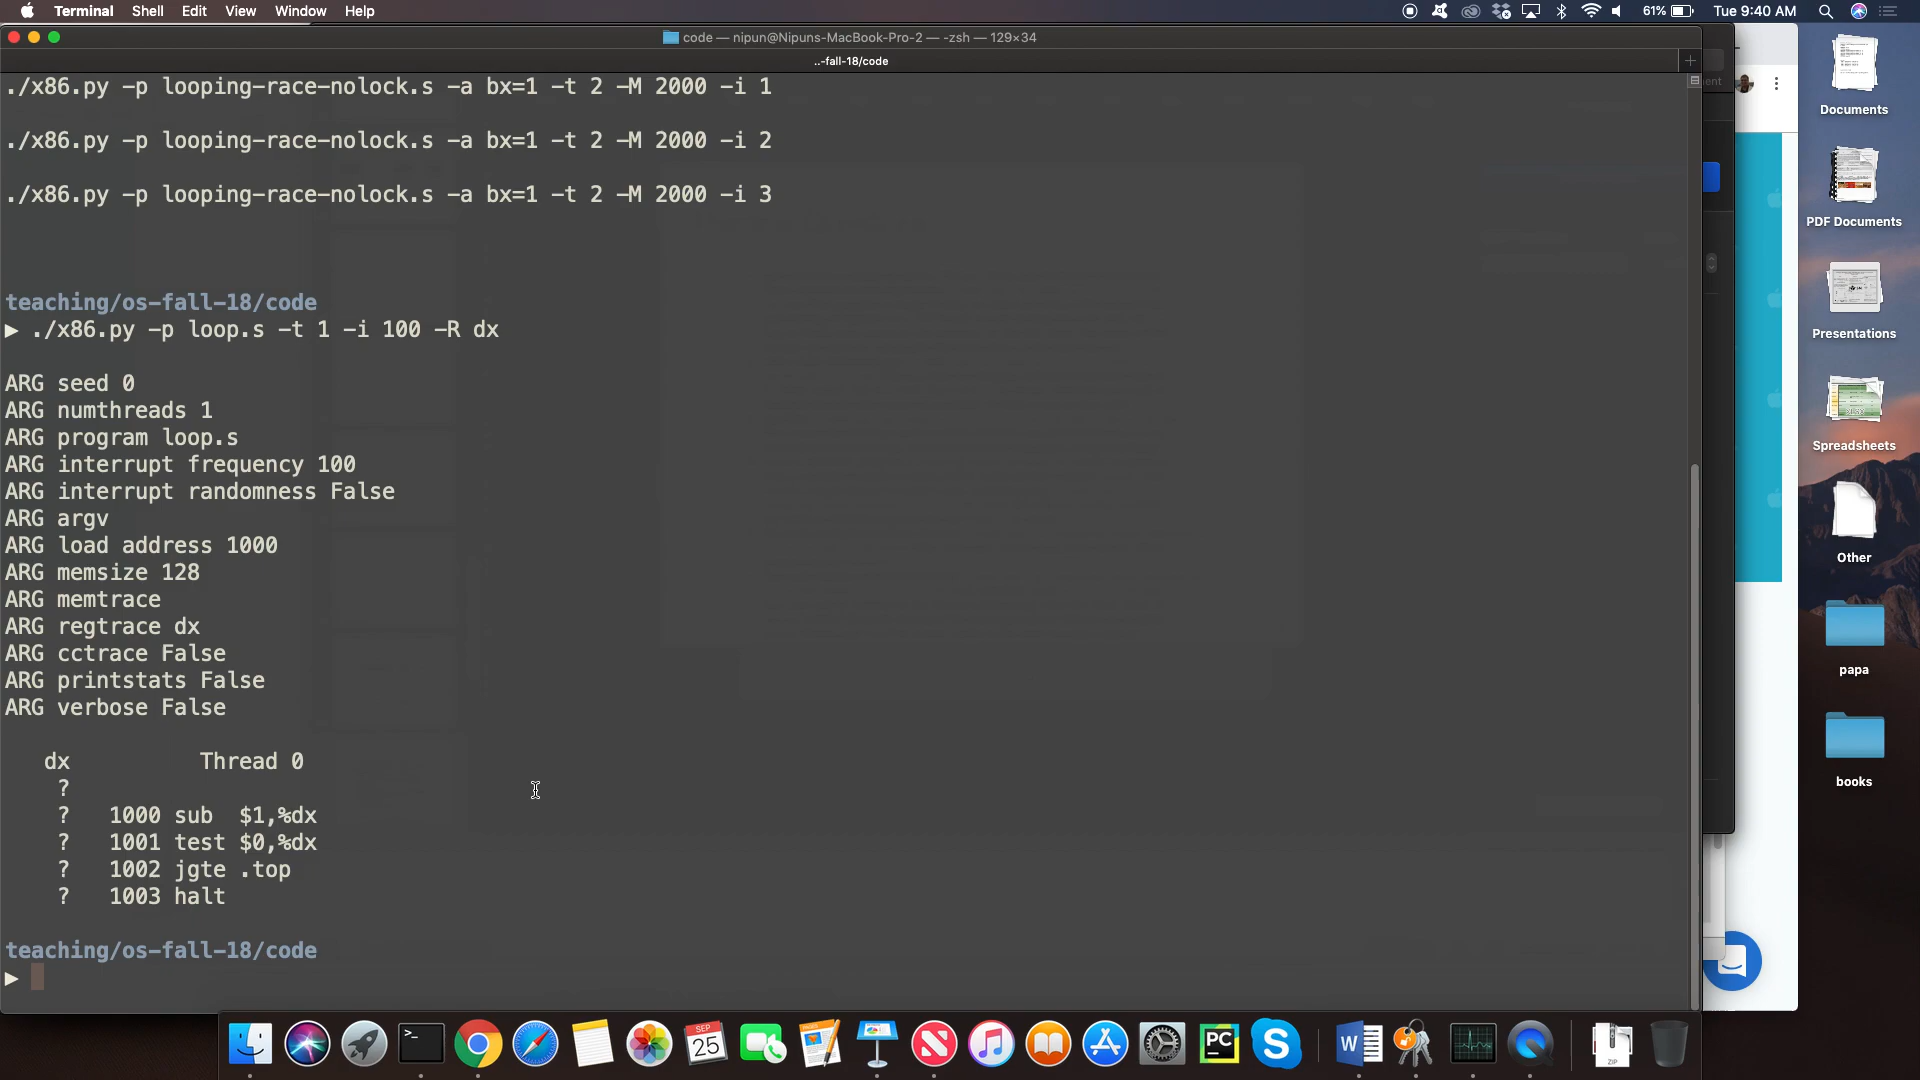 Terminal Shell Edit View Window Help 61% Tue 9:40 AM
code — nipun@Nipuns-MacBook-Pro-2 — -zsh — 129×34
..-fall-18/code
./x86.py -p looping-race-nolock.s -a bx=1 -t 2 -M 2000 -i 1
./x86.py -p looping-race-nolock.s -a bx=1 -t 2 -M 2000 -i 2
./x86.py -p looping-race-nolock.s -a bx=1 -t 2 -M 2000 -i 3
teaching/os-fall-18/code
▶ ./x86.py -p loop.s -t 1 -i 100 -R dx
ARG seed 0
ARG numthreads 1
ARG program loop.s
ARG interrupt frequency 100
ARG interrupt randomness False
ARG argv
ARG load address 1000
ARG memsize 128
ARG memtrace
ARG regtrace dx
ARG cctrace False
ARG printstats False
ARG verbose False
dx Thread 0
?
? 1000 sub $1,%dx
? 1001 test $0,%dx
? 1002 jgte .top
? 1003 halt
teaching/os-fall-18/code
▶
Documents
PDF Documents
Presentations
Spreadsheets
Other
papa
books
SEP
25
PC
S
W
ZIP